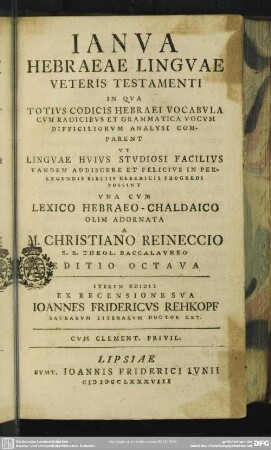 IANVA
HEBRAEAE LINGVAE
VETERIS TESTAMENTI
IN QVA
TOTIVS CODICIS HEBRAEI VOCABVLA
CVM RADICIBVS ET GRAMMATICA VOCVM
DIFFICILIORVM ANALYSI COM-
PARENT
VT
LINGVAE HVIVS STVDIOSI FACILIVS
EANDEM ADDISCERE ET FELICIVS IN PER-
LEGENDIS BIBLIIS HEBRAICIS PROGREDI
POSSINT
VNA CVM
LEXICO HEBRAEO-CHALDAICO
OLIM ADORNATA
A
M. CHRISTIANO REINECCIO
S. S. THEOL. BACCALAVREO
EDITIO OCTAVA
ITERVM EDIDIT
EX RECENSIONE SVA
IOANNES FRIDERICVS REHKOPF
SACRARVM LITERARVM DOCTOR CET.
CVM CLEMENT. PRIVIL.
LIPSIAE
SVMT. IOANNIS FRIDERICI IVNII
CIƆIƆCCLXXXVIII